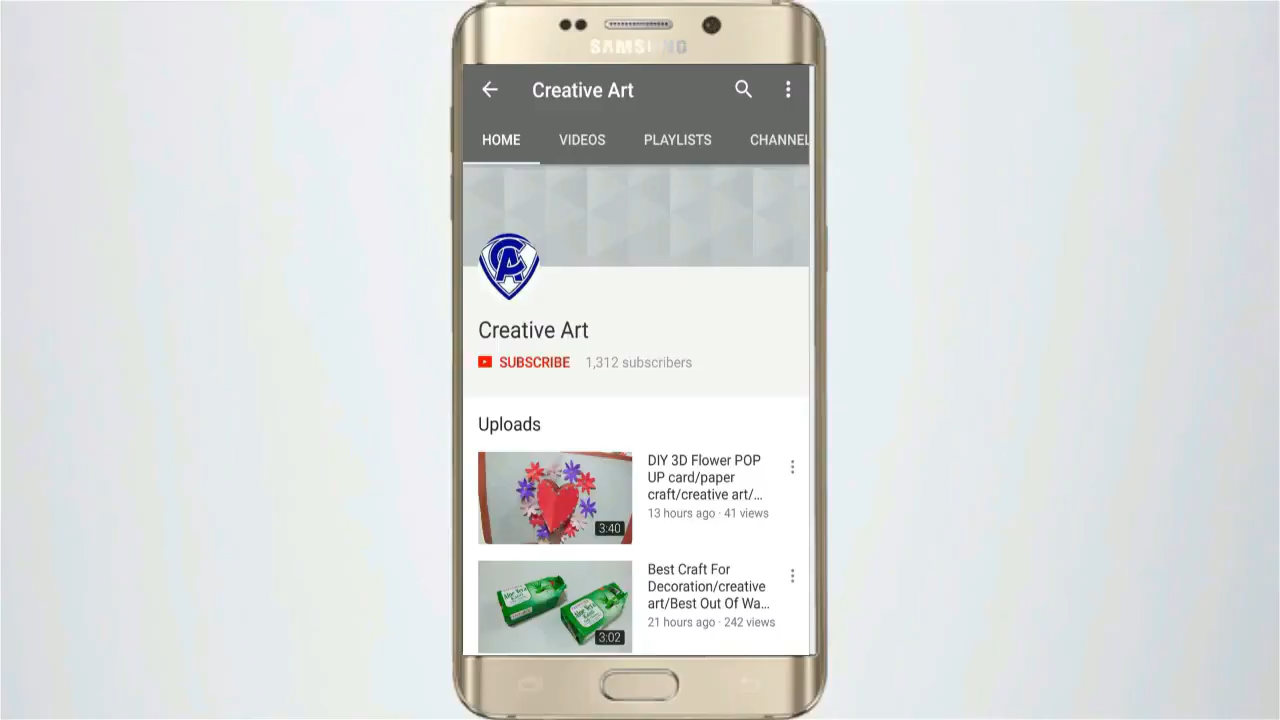 SAMSUNG
Creative Art
HOME VIDEOS PLAYLISTS CHANNEL
CA
Creative Art
SUBSCRIBE 1,312 subscribers
Uploads
DIY 3D Flower POP
UP card/paper
craft/creative art/...
13 hours ago · 41 views
3:40
Best Craft For
Decoration/creative
art/Best Out Of Wa...
21 hours ago · 242 views
3:02